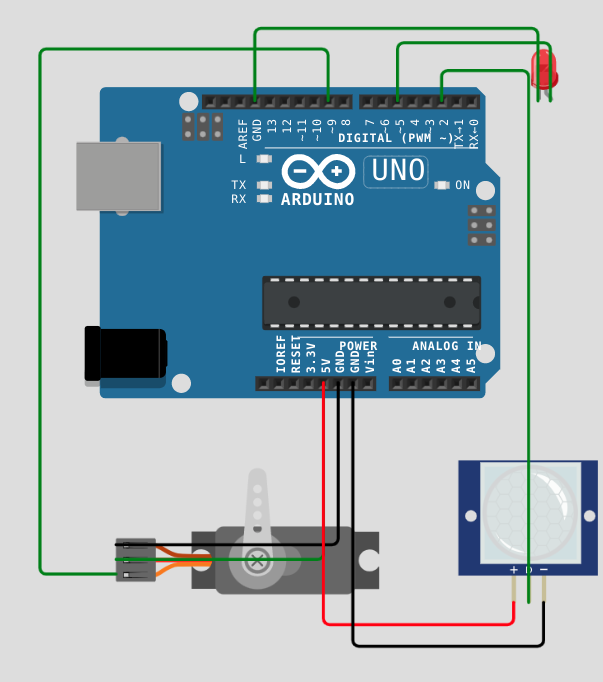 AREF
GND
13
12
~11
~10
~9
8
7
~6
~5
4
~3
2
TX→1
RX←0
DIGITAL (PWM ~)
L
TX
RX
UNO
ON
ARDUINO
IOREF
RESET
3.3V
5V
GND
GND
Vin
POWER
ANALOG IN
A0
A1
A2
A3
A4
A5
+ D −